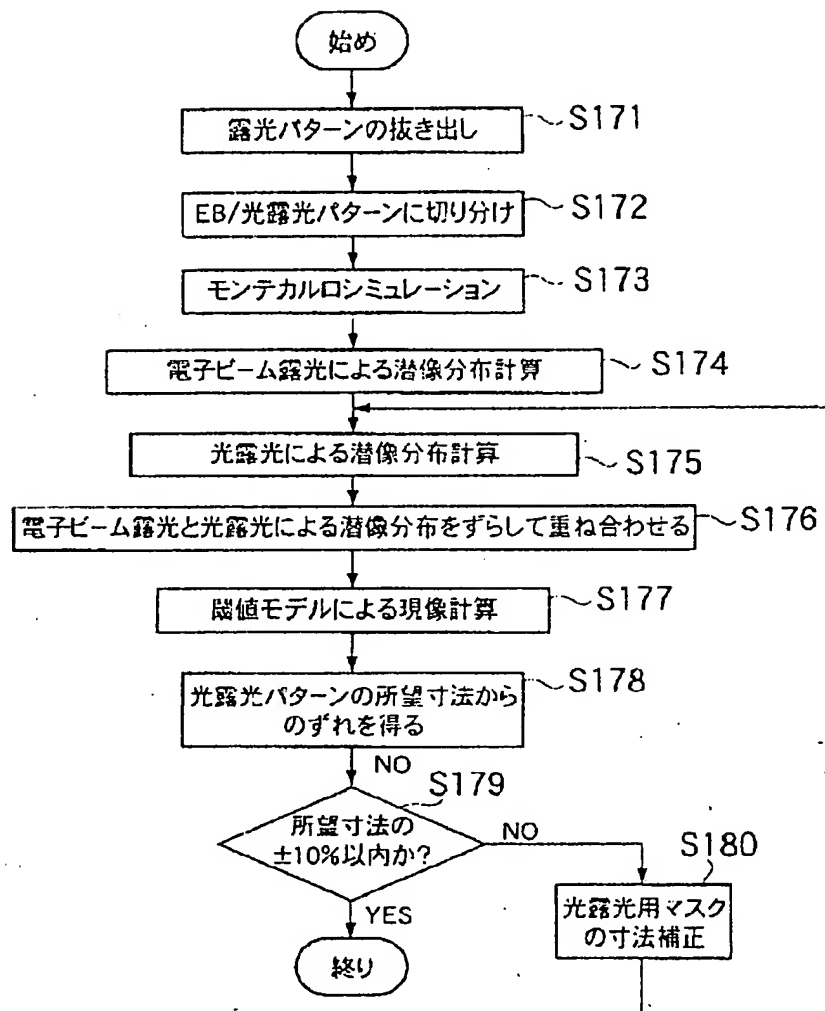 始め
露光パターンの抜き出し
S171
EB/光露光パターンに切り分け
S172
モンテカルロシミュレーション
S173
電子ビーム露光による潜像分布計算
S174
光露光による潜像分布計算
S175
電子ビーム露光と光露光による潜像分布をずらして重ね合わせる
S176
閾値モデルによる現像計算
S177
光露光パターンの所望寸法から
のずれを得る
S178
NO
S179
所望寸法の
±10%以内か?
NO
YES
S180
光露光用マスク
の寸法補正
終り